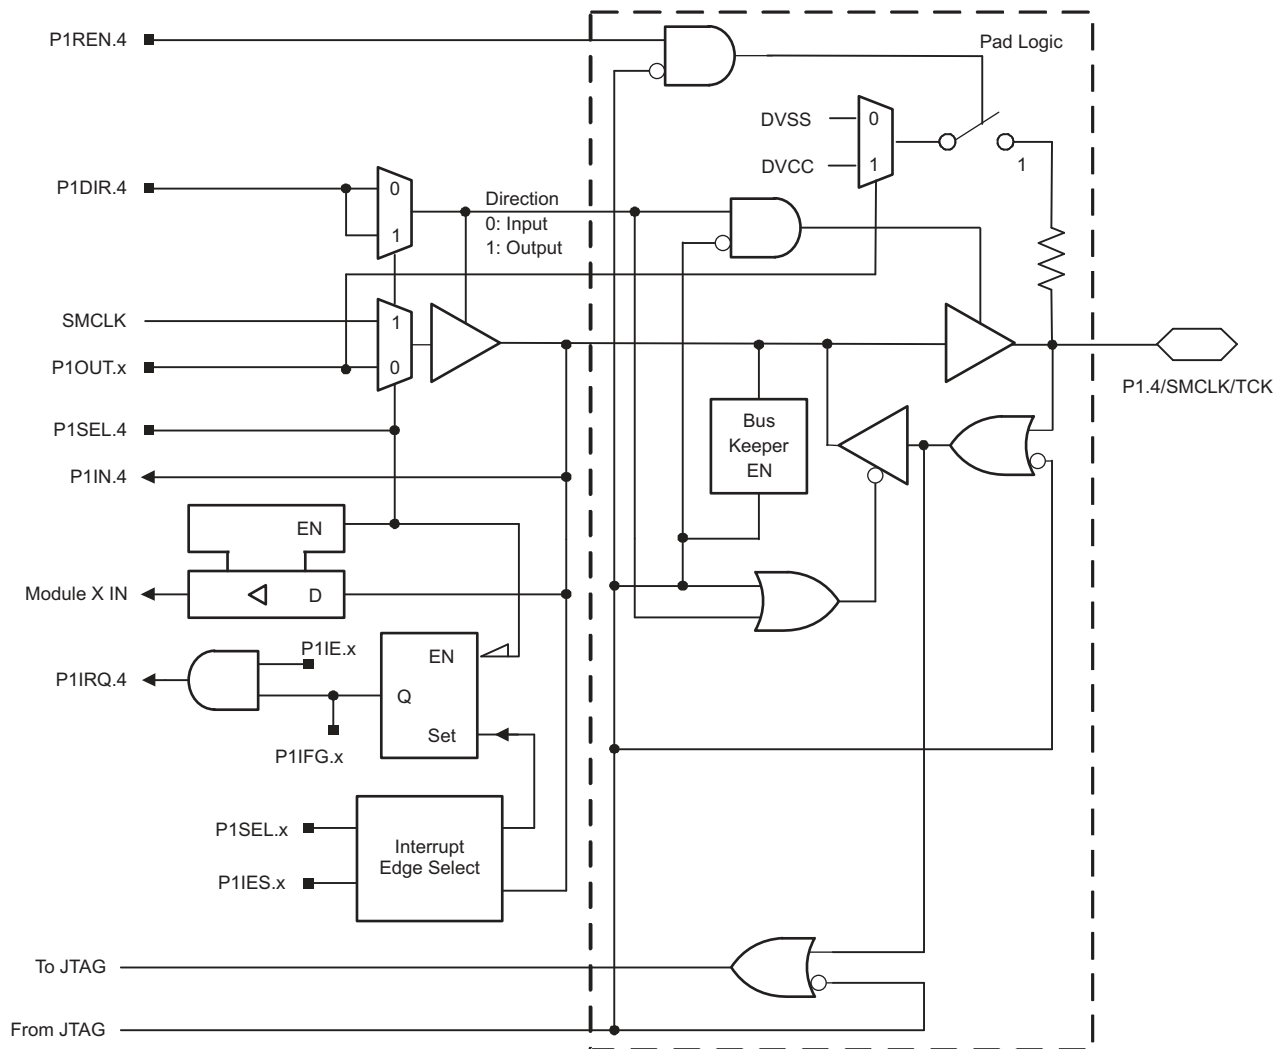 P1REN.4
Pad Logic
DVSS
0
DVCC
1
1
P1DIR.4
0
1
Direction
0: Input
1: Output
SMCLK
1
P1OUT.x
0
P1.4/SMCLK/TCK
P1SEL.4
Bus
Keeper
EN
P1IN.4
EN
Module X IN
D
P1IE.x
EN
P1IRQ.4
Q
Set
P1IFG.x
P1SEL.x
Interrupt
Edge Select
P1IES.x
To JTAG
From JTAG